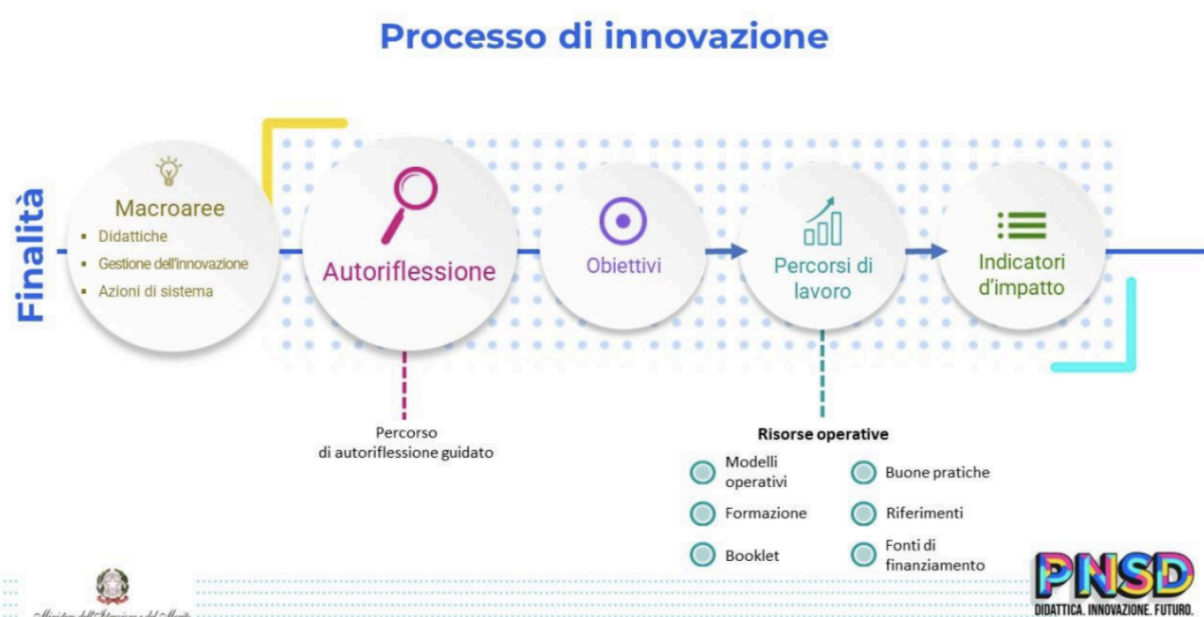 Processo di innovazione
Finalità
Macroaree
Didattiche
Gestione dell'innovazione
Azioni di sistema
Autoriflessione
Obiettivi
Percorsi di
lavoro
Indicatori
d'impatto
Percorso
di autoriflessione guidato
Risorse operative
Modelli
operativi
Buone pratiche
Formazione
Riferimenti
Booklet
Fonti di
finanziamento
PNSD
DIDATTICA. INNOVAZIONE. FUTURO.